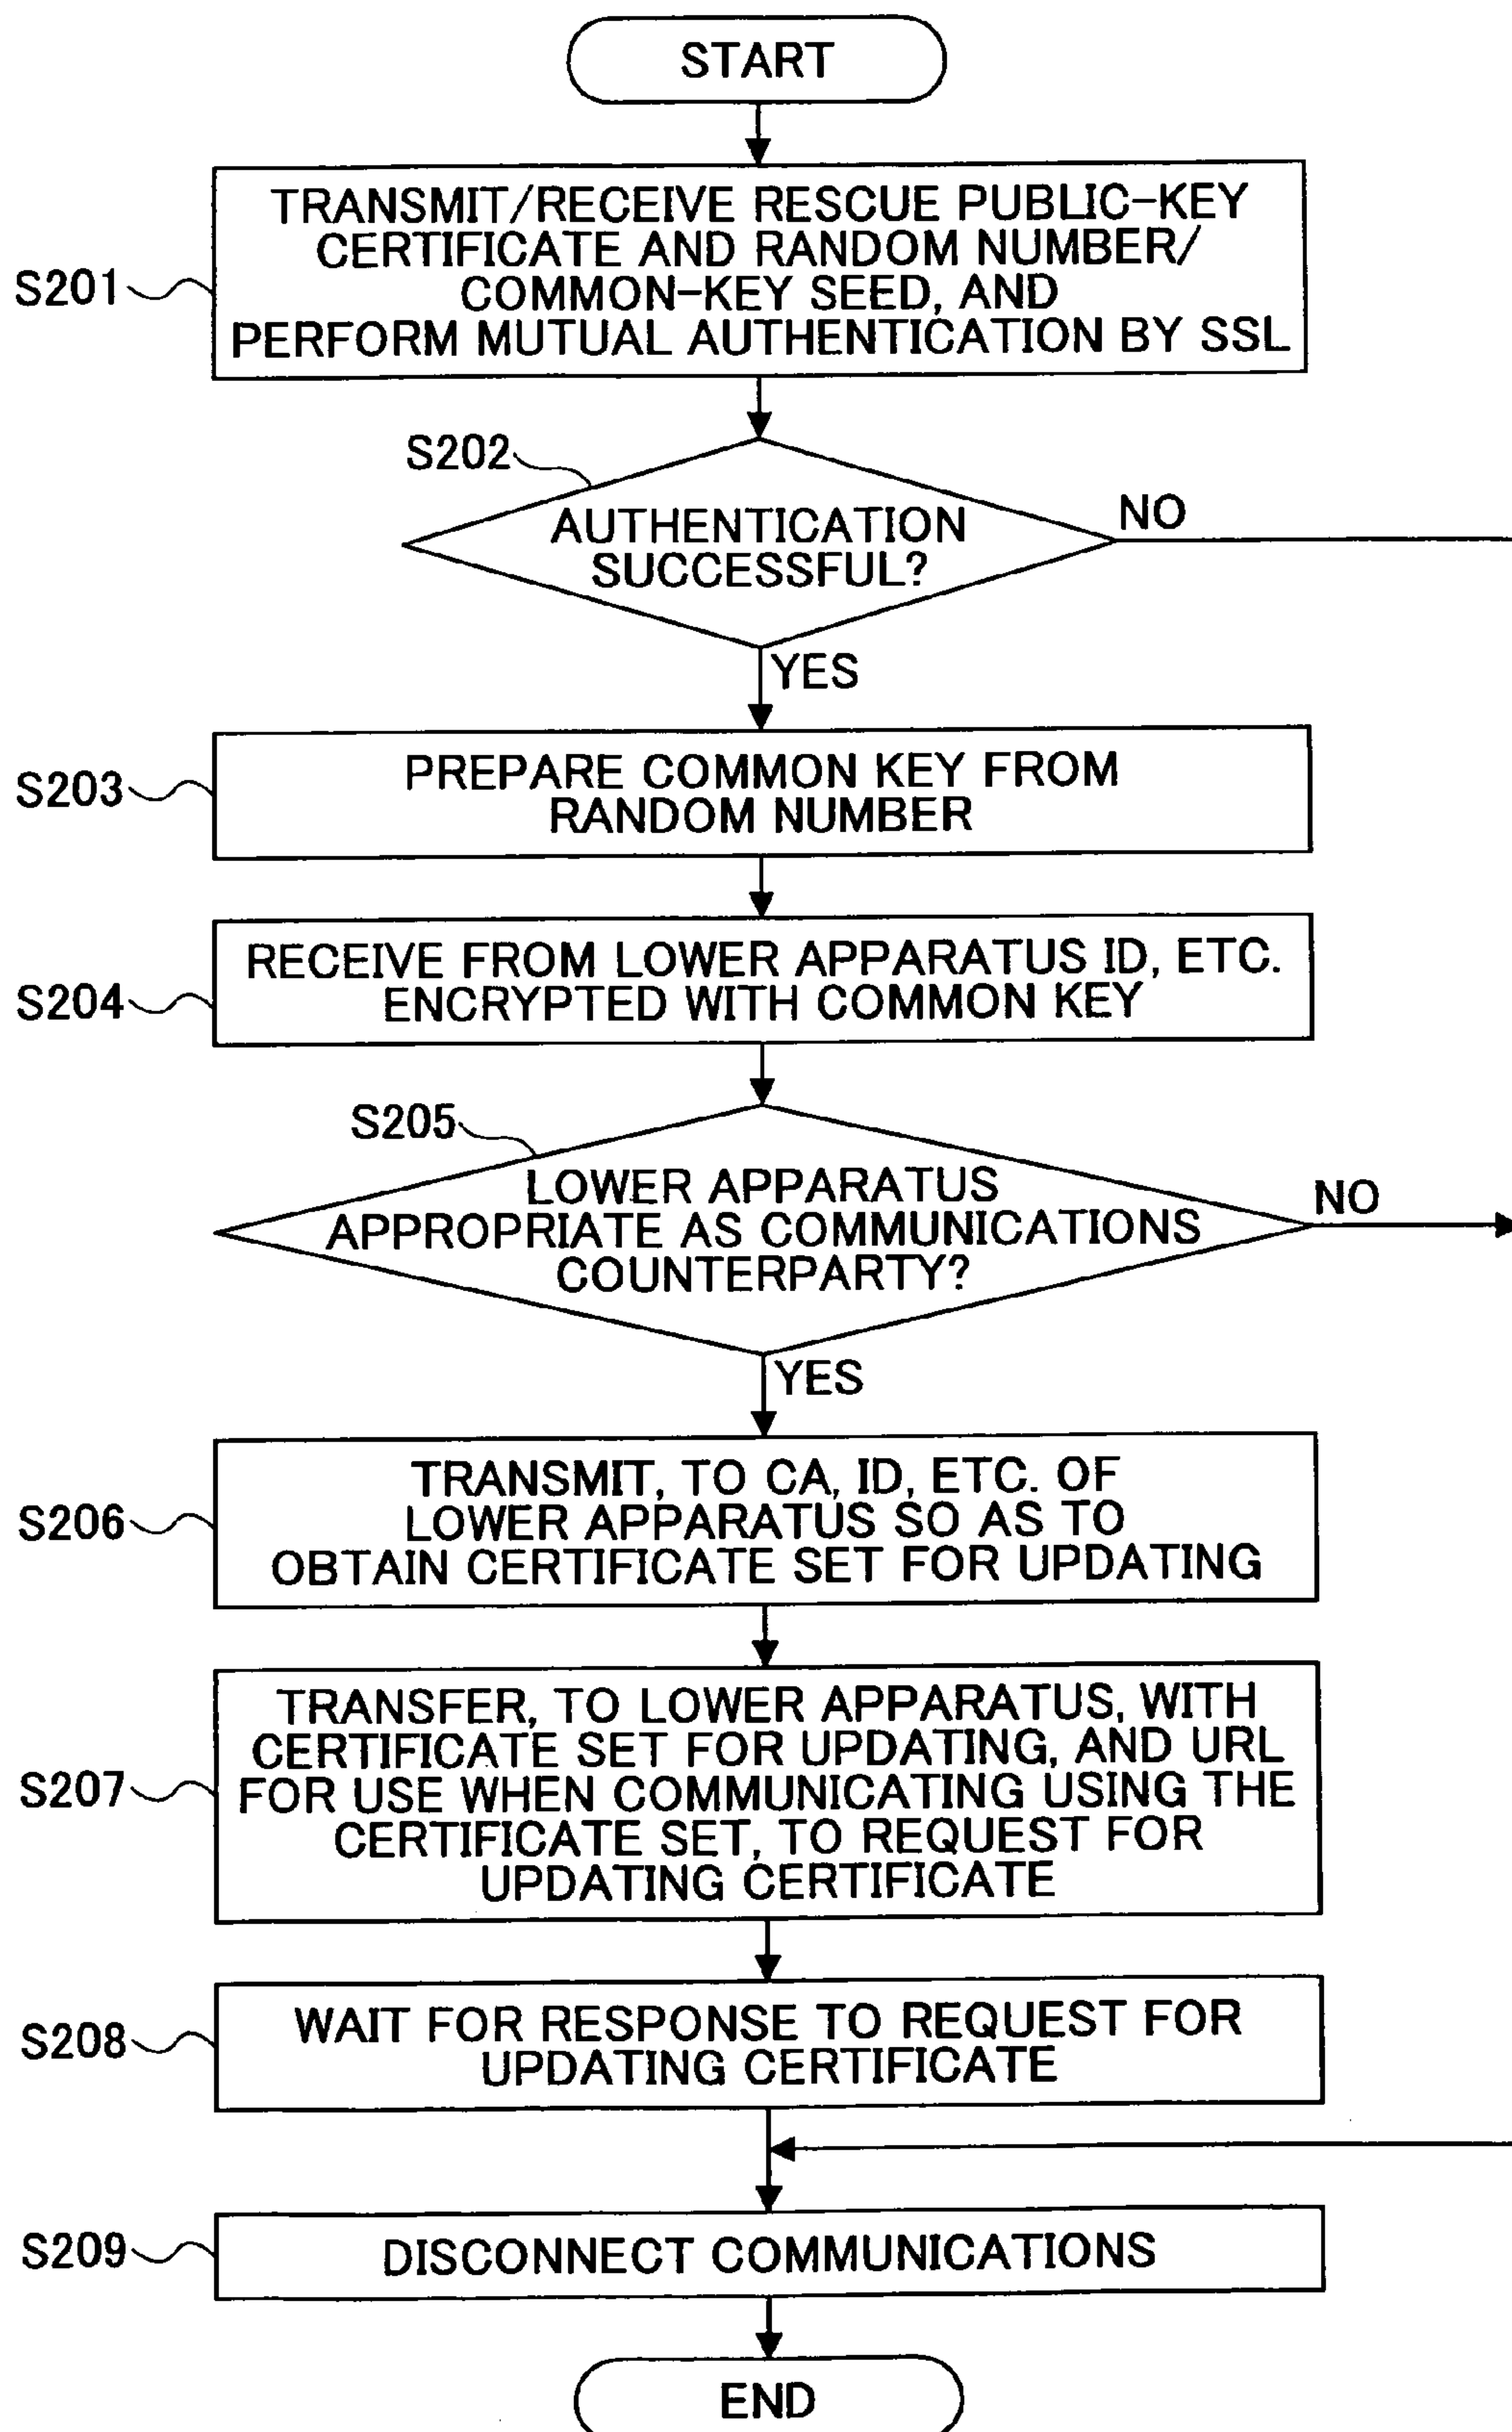 START
S201
TRANSMIT/RECEIVE RESCUE PUBLIC-KEY
CERTIFICATE AND RANDOM NUMBER/
COMMON-KEY SEED, AND
PERFORM MUTUAL AUTHENTICATION BY SSL
S202
AUTHENTICATION
SUCCESSFUL?
NO
YES
S203
PREPARE COMMON KEY FROM
RANDOM NUMBER
S204
RECEIVE FROM LOWER APPARATUS ID, ETC.
ENCRYPTED WITH COMMON KEY
S205
LOWER APPARATUS
APPROPRIATE AS COMMUNICATIONS
COUNTERPARTY?
NO
YES
S206
TRANSMIT, TO CA, ID, ETC. OF
LOWER APPARATUS SO AS TO
OBTAIN CERTIFICATE SET FOR UPDATING
S207
TRANSFER, TO LOWER APPARATUS, WITH
CERTIFICATE SET FOR UPDATING, AND URL
FOR USE WHEN COMMUNICATING USING THE
CERTIFICATE SET, TO REQUEST FOR
UPDATING CERTIFICATE
S208
WAIT FOR RESPONSE TO REQUEST FOR
UPDATING CERTIFICATE
S209
DISCONNECT COMMUNICATIONS
END